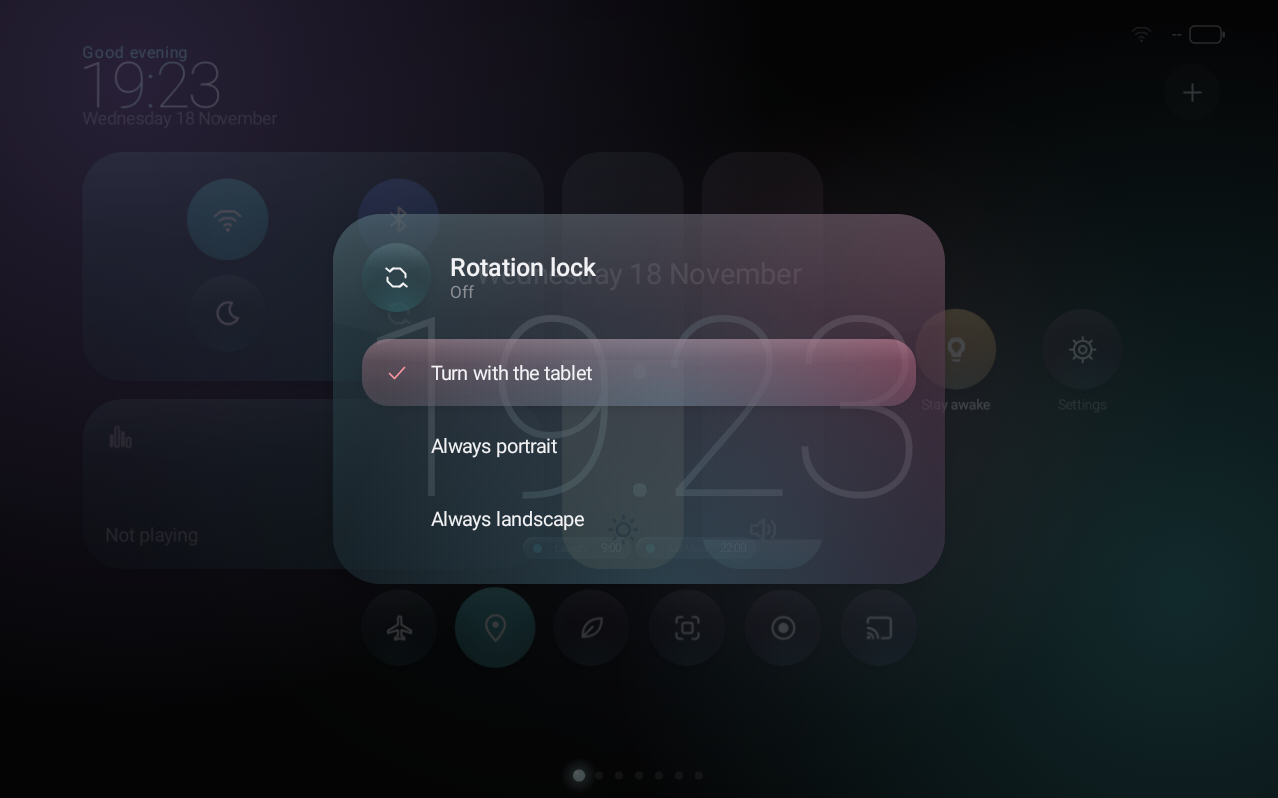 Good evening
19:23
Wednesday 18 November
--
Rotation lock
Off
Wednesday 18 November
19:23
Turn with the tablet
Always portrait
Always landscape
Stay awake
Settings
Not playing
9:00
22:00